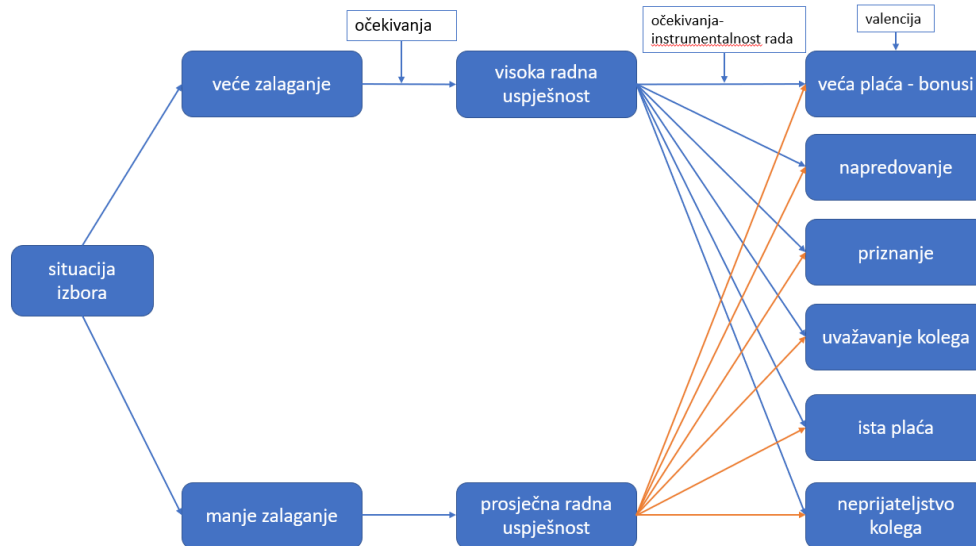 očekivanja
očekivanja-
instrumentalnost rada
valencija
veće zalaganje
visoka radna
uspješnost
veća plaća - bonusi
napredovanje
situacija
izbora
priznanje
uvažavanje kolega
ista plaća
manje zalaganje
prosječna radna
uspješnost
neprijateljstvo
kolega